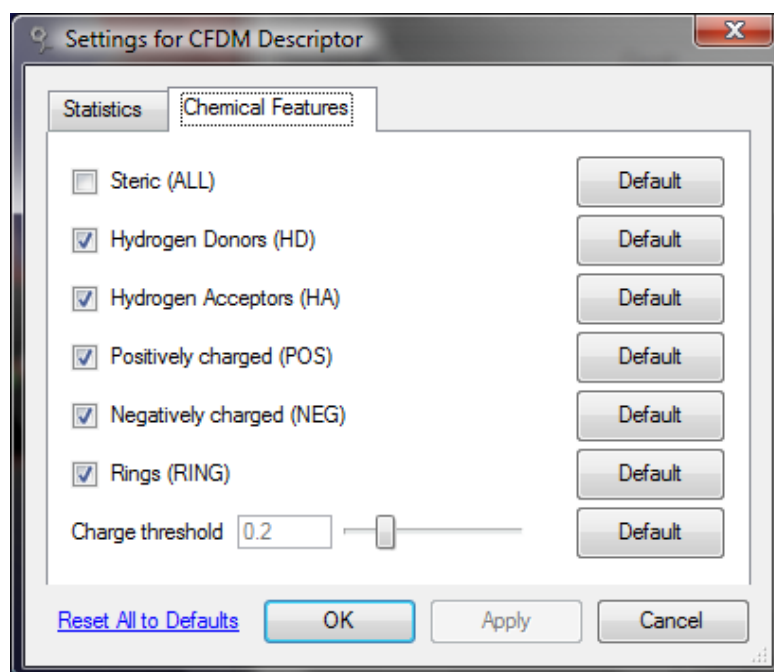 Settings for CFDM Descriptor
Statistics
Chemical Features
Steric (ALL) Default
Hydrogen Donors (HD) Default
Hydrogen Acceptors (HA) Default
Positively charged (POS) Default
Negatively charged (NEG) Default
Rings (RING) Default
Charge threshold 0.2 Default
Reset All to Defaults OK Apply Cancel